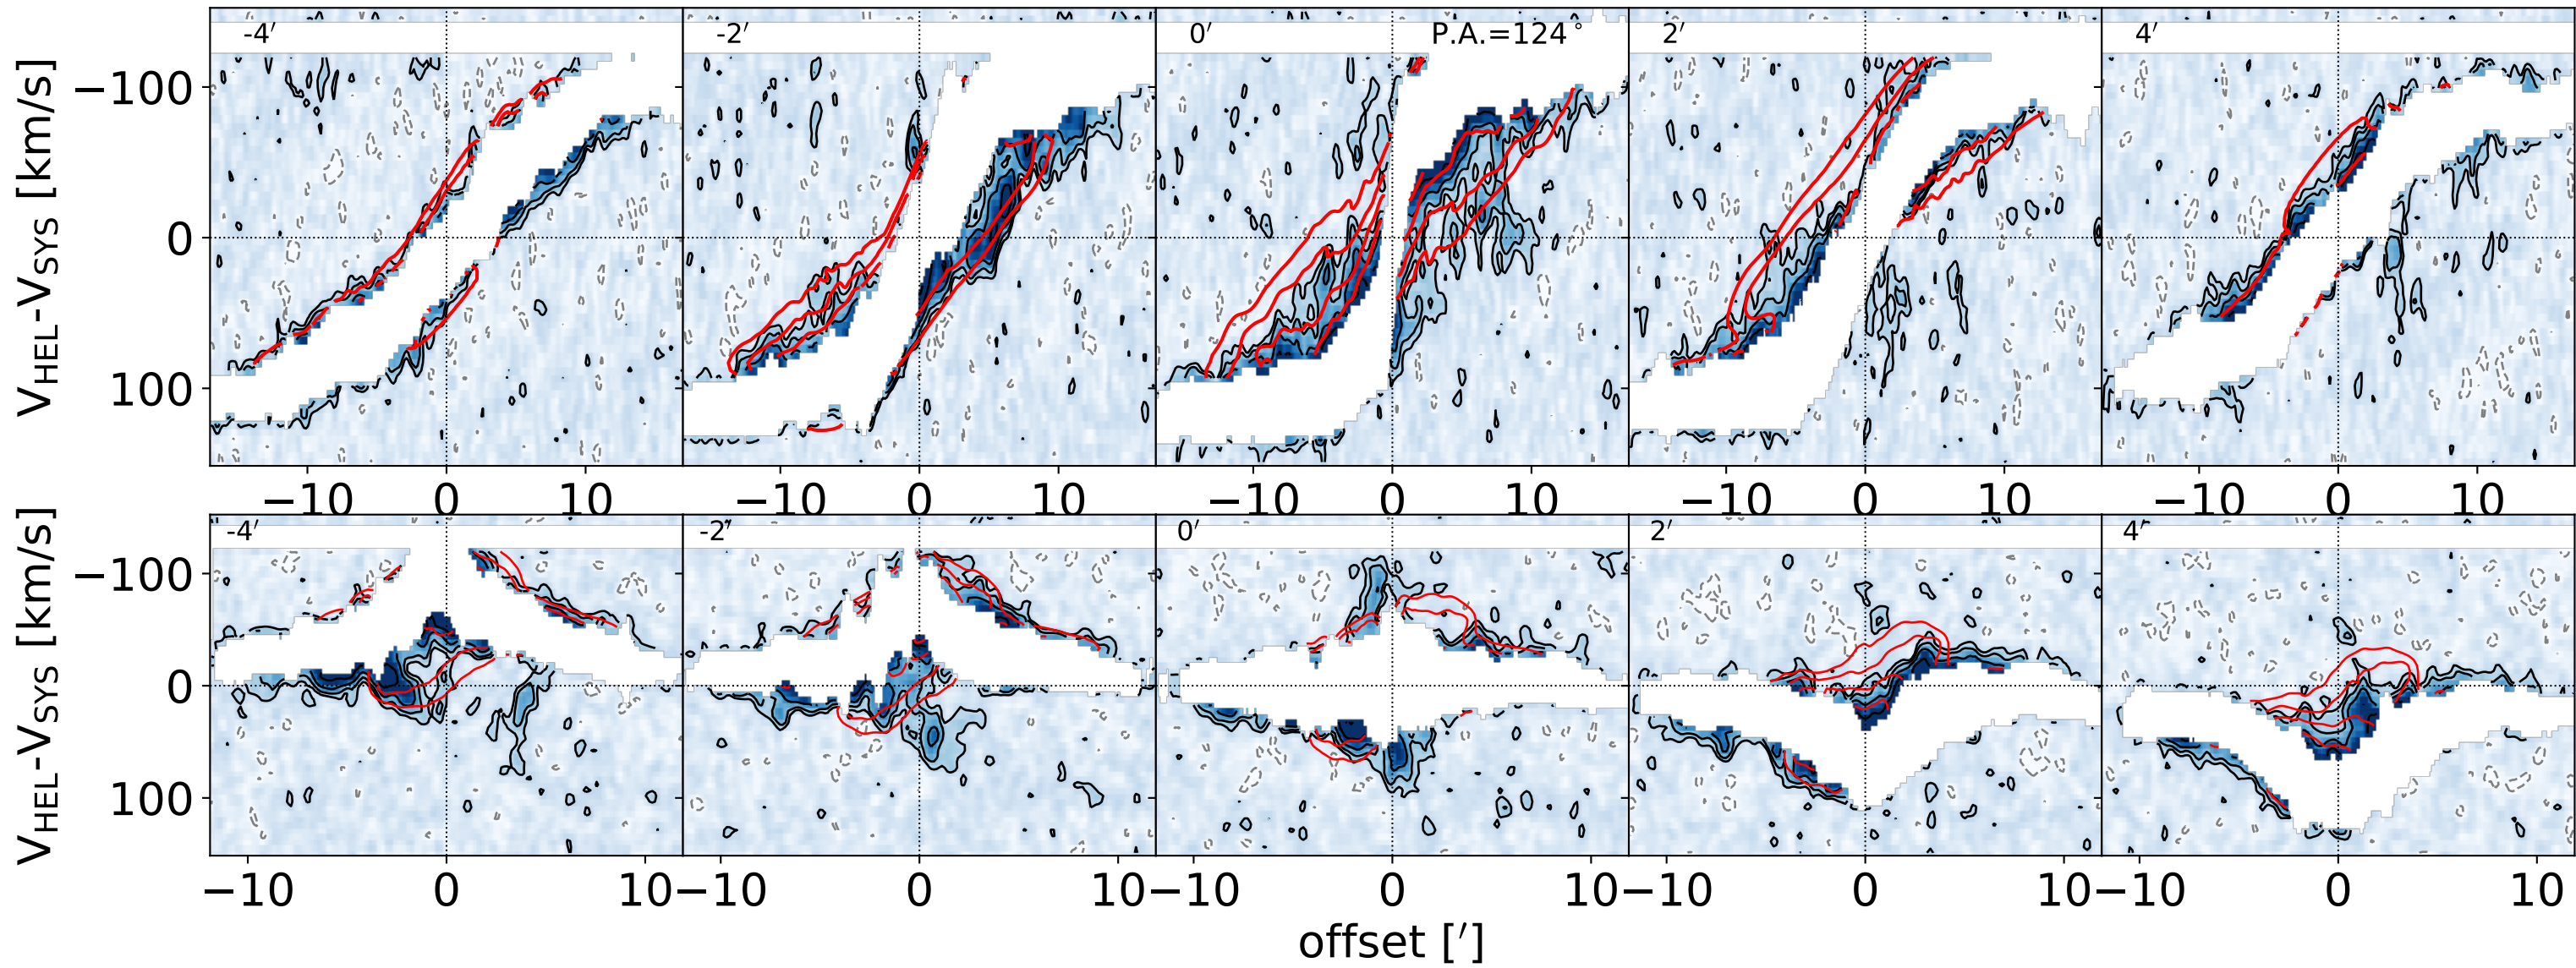 -4′ -2′ 0′ P.A.=124° 2′ 4′
V_HEL-V_SYS [km/s]
−100
0
100
−10 0 10 −10 0 10 −10 0 10 −10 0 10 −10 0 10
-4′ -2′ 0′ 2′ 4′
V_HEL-V_SYS [km/s]
−100
0
100
−10 0 10 −10 0 10 −10 0 10 −10 0 10 −10 0 10
offset [′]